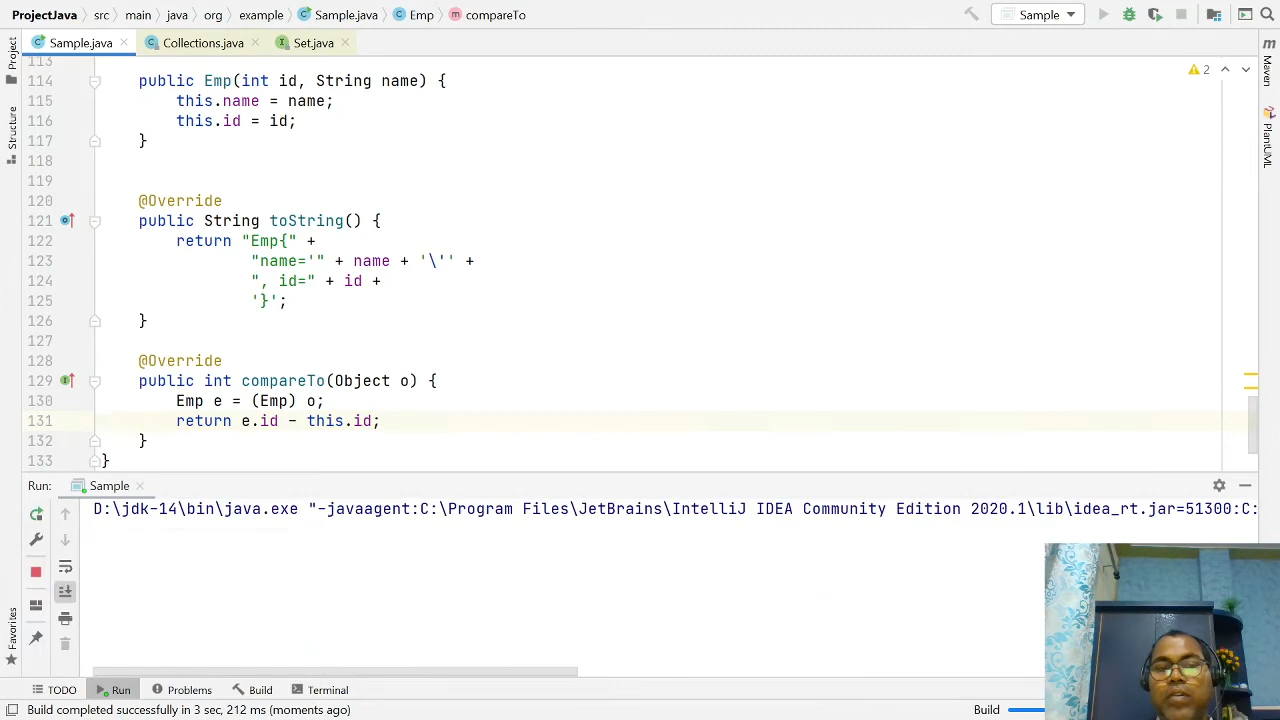 ProjectJava src main java org example Sample.java Emp compareTo Sample
Sample.java Collections.java Set.java
113
114 public Emp(int id, String name) { 2
115 this.name = name;
116 this.id = id;
117 }
118
119
120 @Override
121 public String toString() {
122 return "Emp{" +
123 "name='" + name + '\'' +
124 ", id=" + id +
125 '}';
126 }
127
128 @Override
129 public int compareTo(Object o) {
130 Emp e = (Emp) o;
131 return e.id - this.id;
132 }
133 }
Project
Structure
Favorites
m
Maven
PlantUML
Run: Sample
D:\jdk-14\bin\java.exe "-javaagent:C:\Program Files\JetBrains\IntelliJ IDEA Community Edition 2020.1\lib\idea_rt.jar=51300:C:
TODO Run Problems Build Terminal
Build completed successfully in 3 sec, 212 ms (moments ago) Build